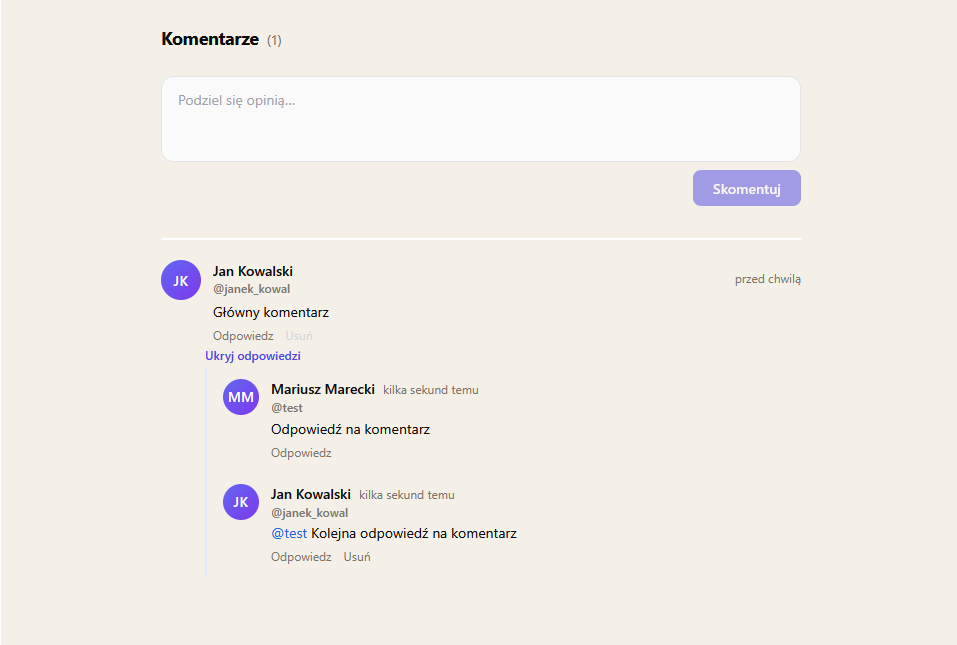 Komentarze (1)
Podziel się opinią...
Skomentuj
JK
Jan Kowalski
przed chwilą
@janek_kowal
Główny komentarz
Odpowiedz Usuń
Ukryj odpowiedzi
MM
Mariusz Marecki kilka sekund temu
@test
Odpowiedź na komentarz
Odpowiedz
JK
Jan Kowalski kilka sekund temu
@janek_kowal
@test Kolejna odpowiedź na komentarz
Odpowiedz Usuń